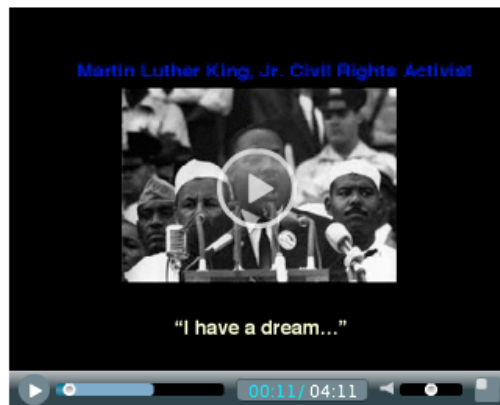 Martin Luther King, Jr. Civil Rights Activist
“I have a dream...”
00:11/ 04:11